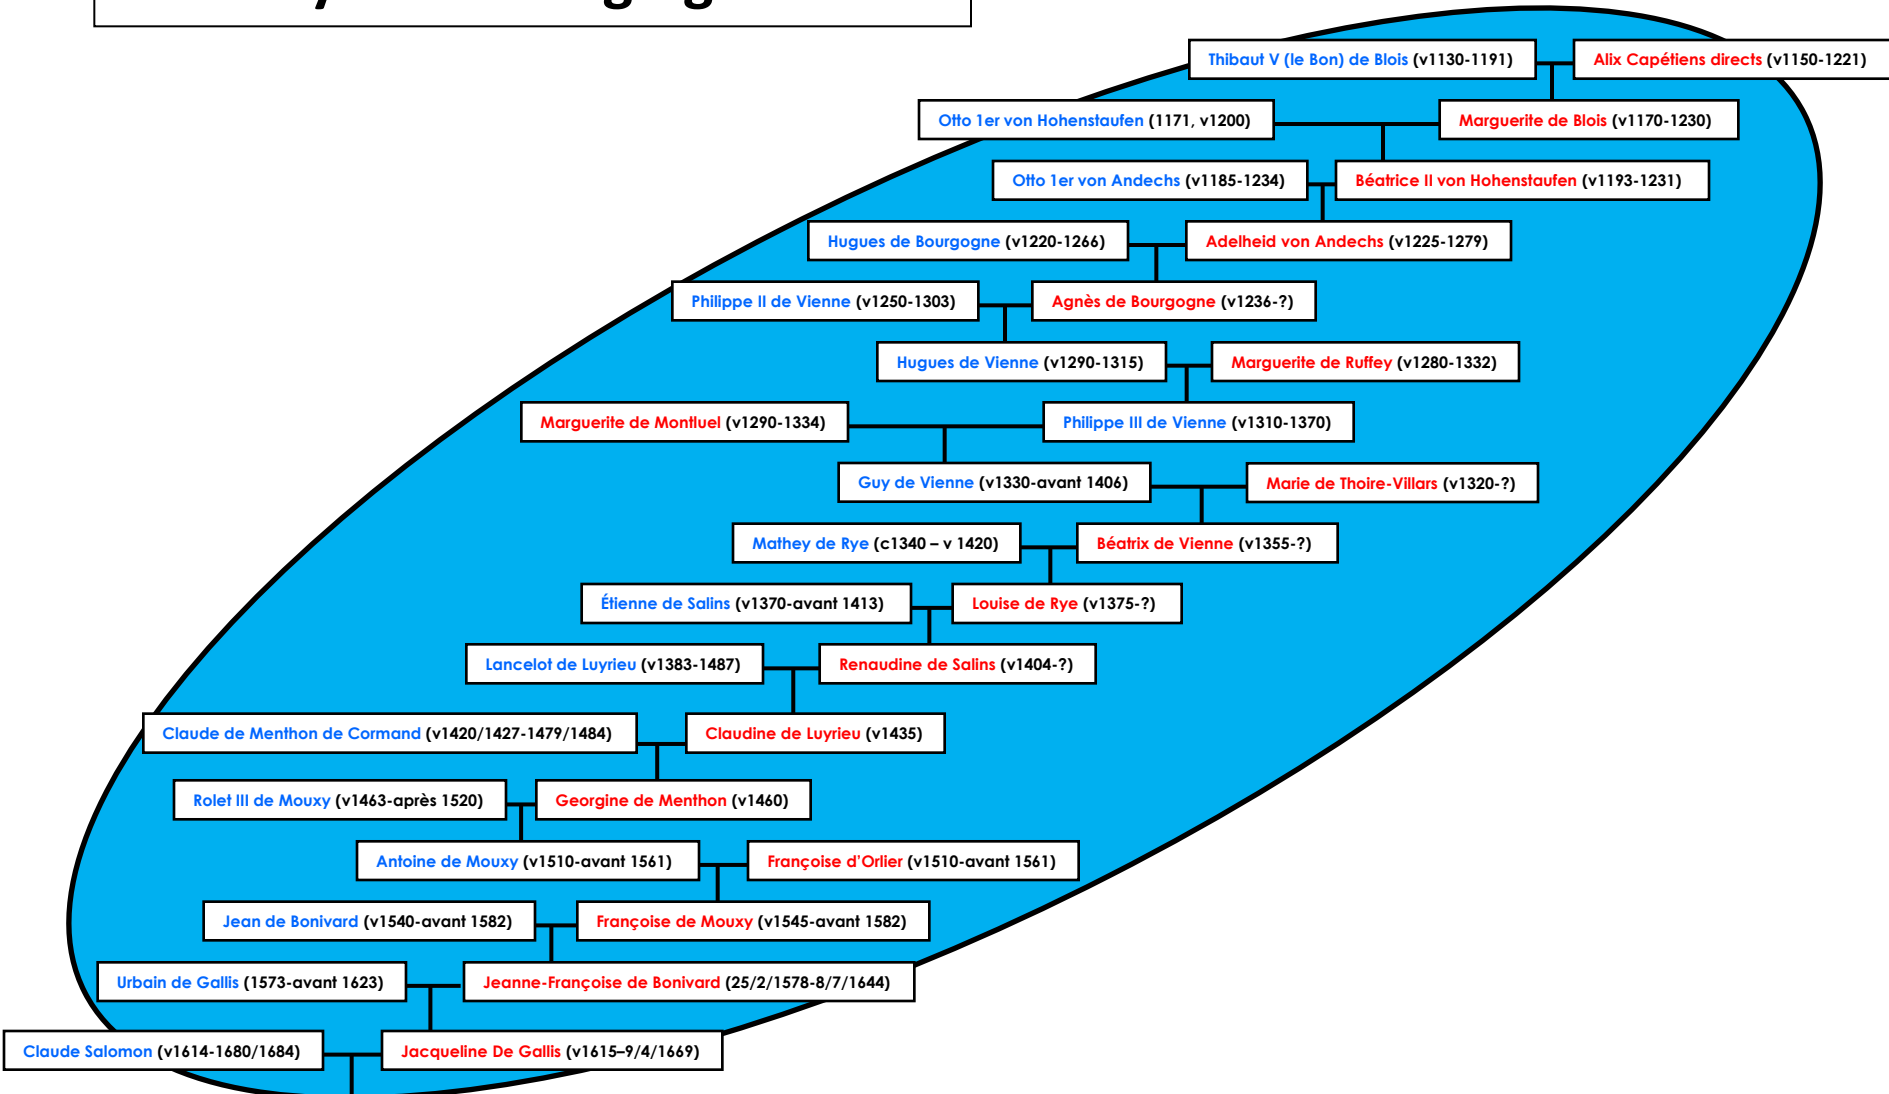 Thibaut V (le Bon) de Blois (v1130-1191)
Alix Capétiens directs (v1150-1221)
Otto 1er von Hohenstaufen (1171, v1200)
Marguerite de Blois (v1170-1230)
Otto 1er von Andechs (v1185-1234)
Béatrice II von Hohenstaufen (v1193-1231)
Hugues de Bourgogne (v1220-1266)
Adelheid von Andechs (v1225-1279)
Philippe II de Vienne (v1250-1303)
Agnès de Bourgogne (v1236-?)
Hugues de Vienne (v1290-1315)
Marguerite de Ruffey (v1280-1332)
Marguerite de Montluel (v1290-1334)
Philippe III de Vienne (v1310-1370)
Guy de Vienne (v1330-avant 1406)
Marie de Thoire-Villars (v1320-?)
Mathey de Rye (c1340 – v 1420)
Béatrix de Vienne (v1355-?)
Étienne de Salins (v1370-avant 1413)
Louise de Rye (v1375-?)
Lancelot de Luyrieu (v1383-1487)
Renaudine de Salins (v1404-?)
Claude de Menthon de Cormand (v1420/1427-1479/1484)
Claudine de Luyrieu (v1435)
Rolet III de Mouxy (v1463-après 1520)
Georgine de Menthon (v1460)
Antoine de Mouxy (v1510-avant 1561)
Françoise d'Orlier (v1510-avant 1561)
Jean de Bonivard (v1540-avant 1582)
Françoise de Mouxy (v1545-avant 1582)
Urbain de Gallis (1573-avant 1623)
Jeanne-Françoise de Bonivard (25/2/1578-8/7/1644)
Claude Salomon (v1614-1680/1684)
Jacqueline De Gallis (v1615–9/4/1669)